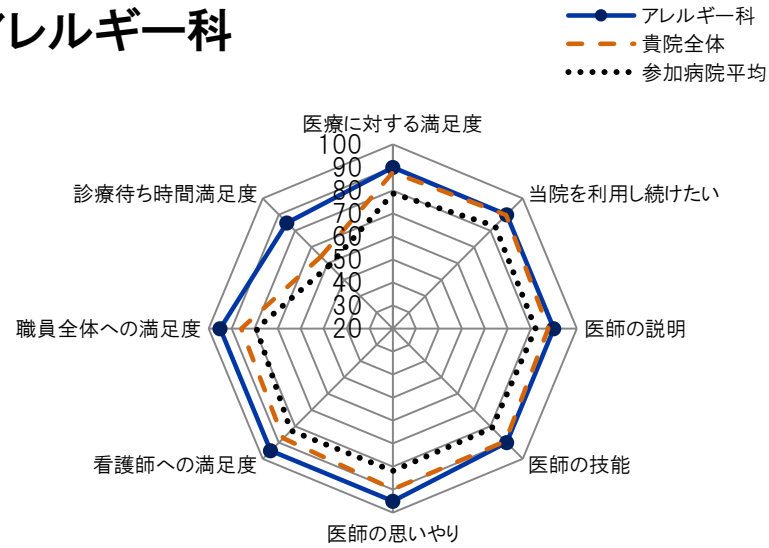 アレルギー科
アレルギー科
貴院全体
参加病院平均
医療に対する満足度
100
90
80
70
60
50
40
30
20
診療待ち時間満足度
当院を利用し続けたい
職員全体への満足度
医師の説明
看護師への満足度
医師の技能
医師の思いやり